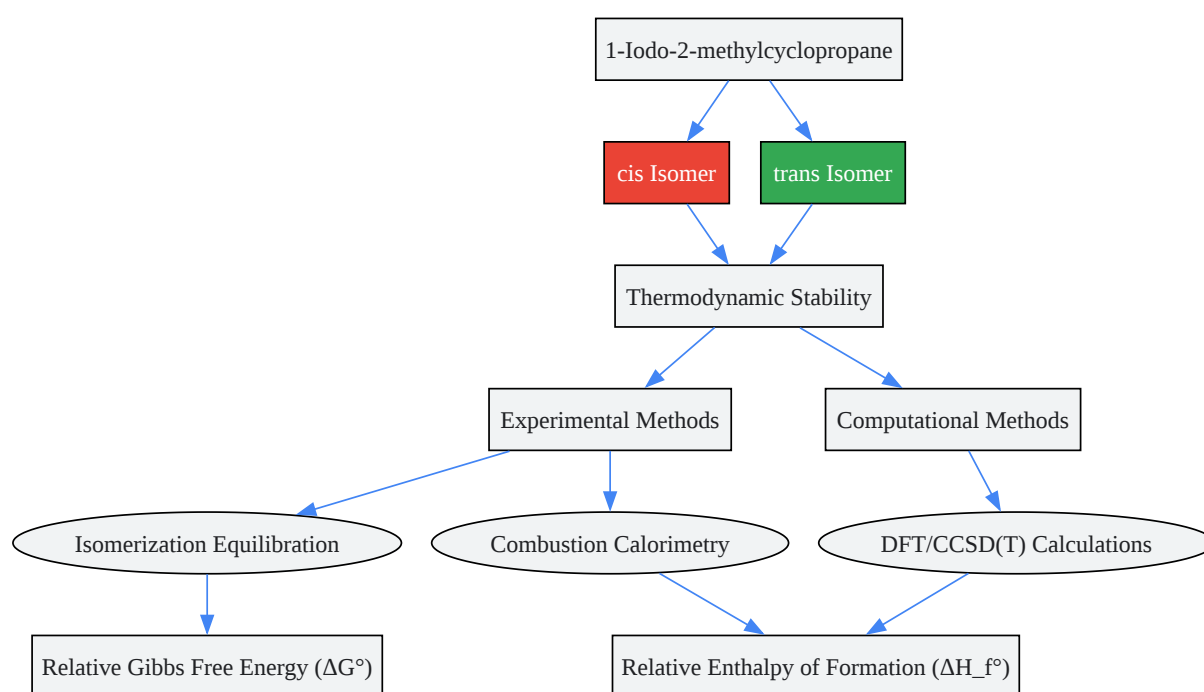 1-Iodo-2-methylcyclopropane
cis Isomer
trans Isomer
Thermodynamic Stability
Experimental Methods
Computational Methods
Isomerization Equilibration
Combustion Calorimetry
DFT/CCSD(T) Calculations
Relative Gibbs Free Energy (ΔG°)
Relative Enthalpy of Formation (ΔH_f°)